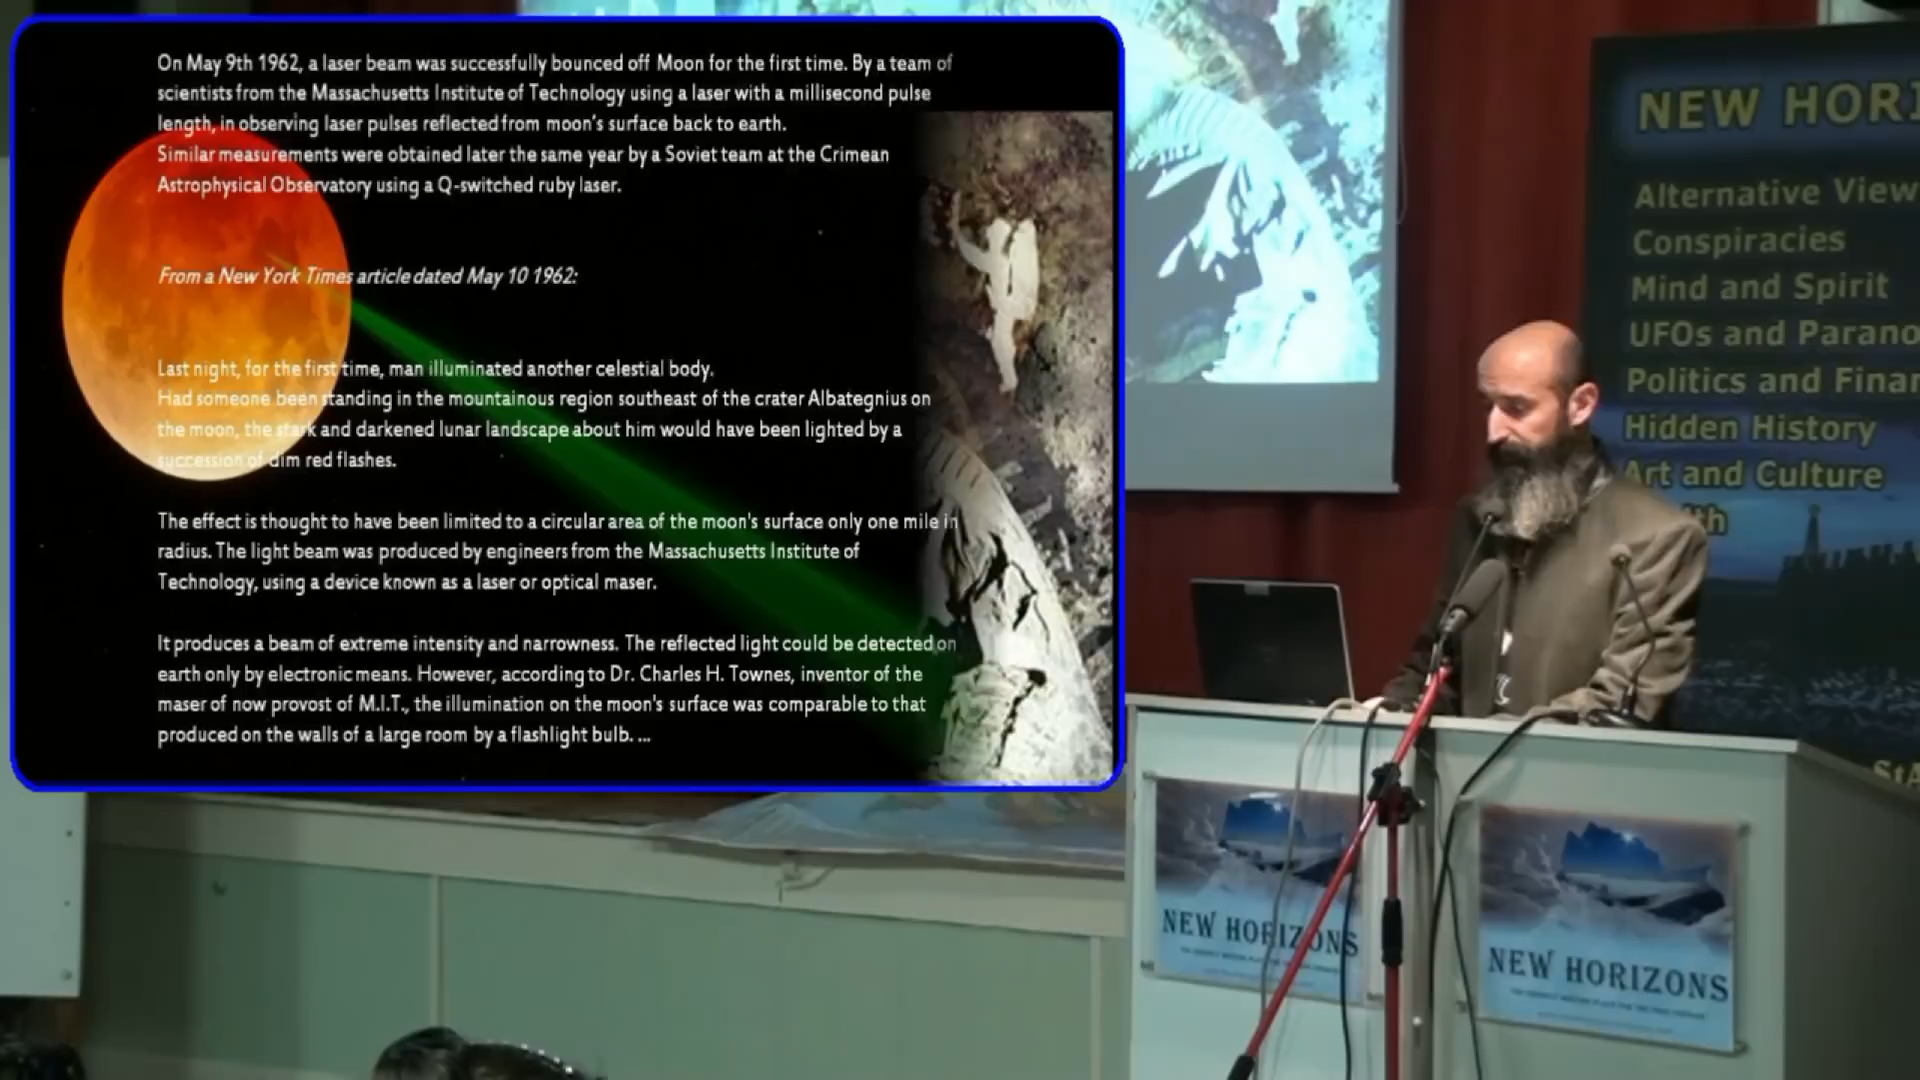 On May 9th 1962, a laser beam was successfully bounced off Moon for the first time. By a team of
scientists from the Massachusetts Institute of Technology using a laser with a millisecond pulse
length, in observing laser pulses reflected from moon's surface back to earth.
Similar measurements were obtained later the same year by a Soviet team at the Crimean
Astrophysical Observatory using a Q-switched ruby laser.
From a New York Times article dated May 10 1962:
Last night, for the first time, man illuminated another celestial body.
Had someone been standing in the mountainous region southeast of the crater Albategnius on
the moon, the stark and darkened lunar landscape about him would have been lighted by a
succession of dim red flashes.
The effect is thought to have been limited to a circular area of the moon's surface only one mile in
radius. The light beam was produced by engineers from the Massachusetts Institute of
Technology, using a device known as a laser or optical maser.
It produces a beam of extreme intensity and narrowness. The reflected light could be detected on
earth only by electronic means. However, according to Dr. Charles H. Townes, inventor of the
maser of now provost of M.I.T., the illumination on the moon's surface was comparable to that
produced on the walls of a large room by a flashlight bulb. ...
NEW HORI
Alternative View
Conspiracies
Mind and Spirit
UFOs and Parano
Politics and Finan
Hidden History
Art and Culture
th
StA
NEW HORIZONS
NEW HORIZONS